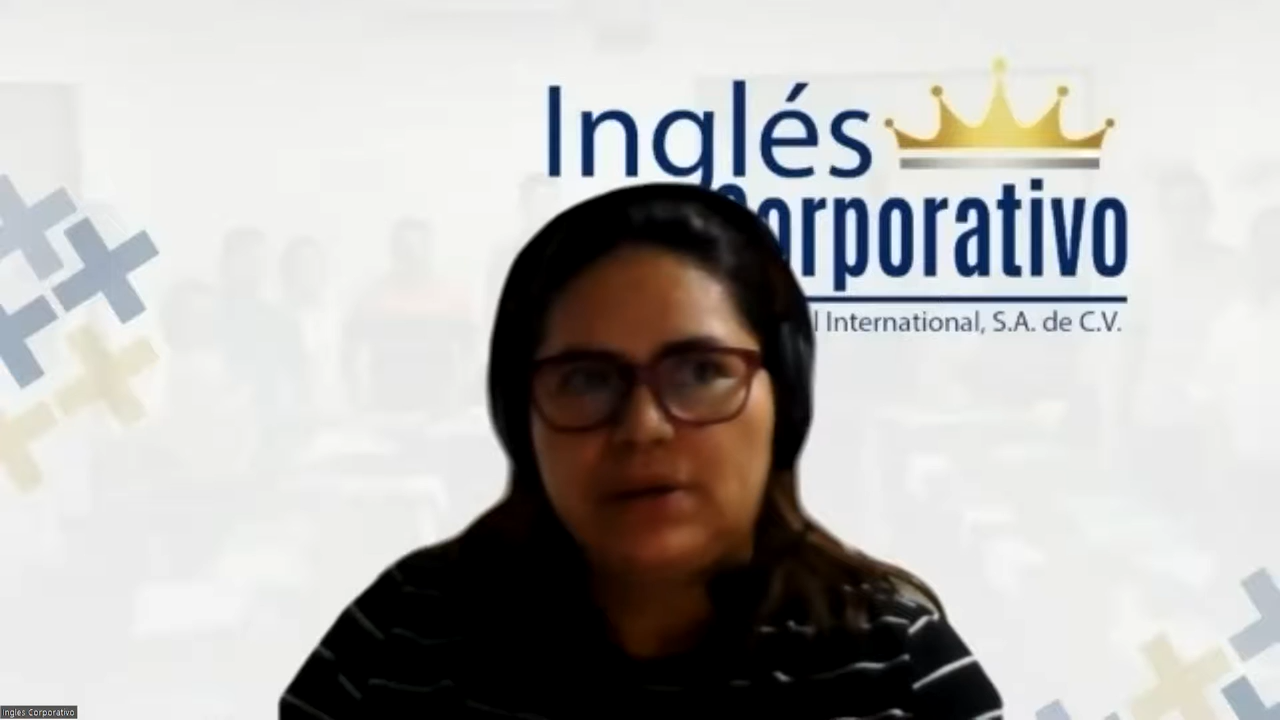 Inglés
orporativo
l International, S.A. de C.V.
Ingles Corporativo